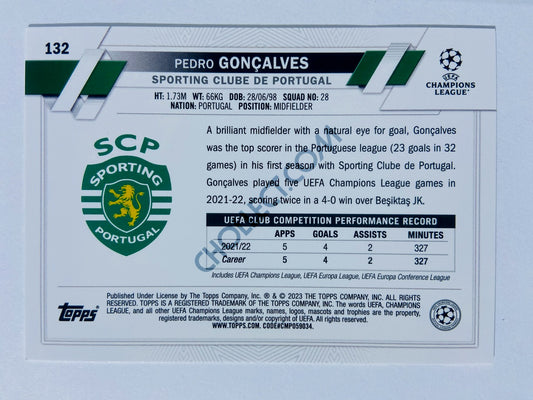 132
PEDRO GONÇALVES
SPORTING CLUBE DE PORTUGAL
HT: 1.73M WT: 66KG DOB: 28/06/98 SQUAD NO: 28
NATION: PORTUGAL POSITION: MIDFIELDER
UEFA
CHAMPIONS
LEAGUE
SCP
SPORTING
PORTUGAL
A brilliant midfielder with a natural eye for goal, Gonçalves
was the top scorer in the Portuguese league (23 goals in 32
games) in his first season with Sporting Clube de Portugal.
Gonçalves played five UEFA Champions League games in
2021-22, scoring twice in a 4-0 win over Beşiktaş JK.
CHOLLECT.COM
UEFA CLUB COMPETITION PERFORMANCE RECORD
APPS GOALS ASSISTS MINUTES
2021/22 5 4 2 327
Career 5 4 2 327
Includes UEFA Champions League, UEFA Europa League, UEFA Europa Conference League
Topps
Published Under License by The Topps Company, Inc. ® & © 2023 THE TOPPS COMPANY, INC. ALL RIGHTS
RESERVED. TOPPS IS A REGISTERED TRADEMARK OF THE TOPPS COMPANY, INC. The words UEFA, CHAMPIONS
LEAGUE, and all other UEFA Champions League marks, names, logos, mascots and trophies are the property,
registered trademarks, designs and/or copyright of UEFA. All rights reserved.
WWW.TOPPS.COM. CODE#CMP059034.